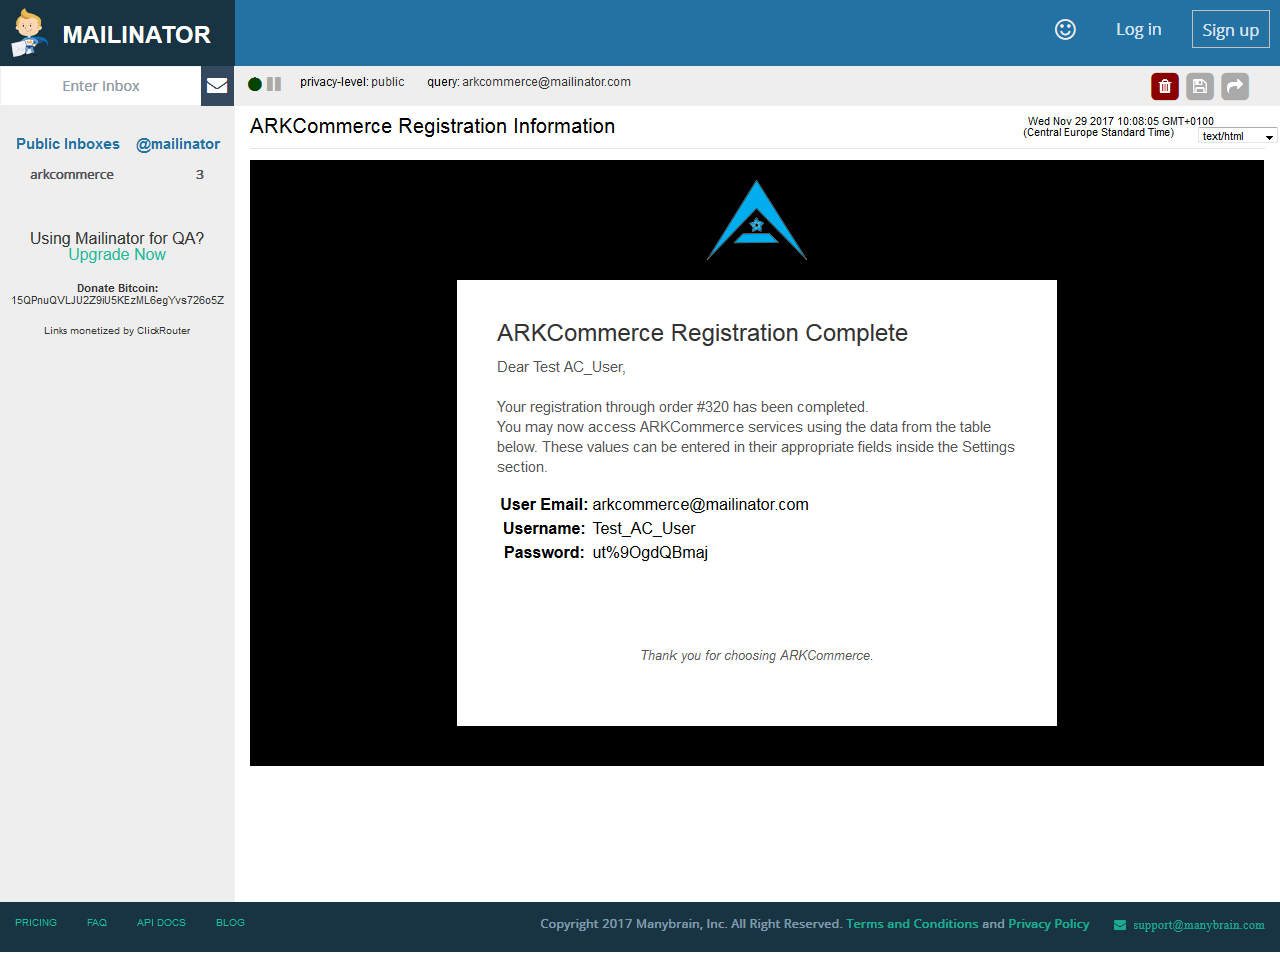 MAILINATOR
Log in
Sign up
Enter Inbox
privacy-level: public query: arkcommerce@mailinator.com
Public Inboxes @mailinator
arkcommerce 3
Using Mailinator for QA?
Upgrade Now
Donate Bitcoin:
15QPnuQVLJU2Z9iU5KEzML6egYvs726o5Z
Links monetized by ClickRouter
ARKCommerce Registration Information
Wed Nov 29 2017 10:08:05 GMT+0100
(Central Europe Standard Time)
text/html
ARKCommerce Registration Complete
Dear Test AC_User,
Your registration through order #320 has been completed.
You may now access ARKCommerce services using the data from the table
below. These values can be entered in their appropriate fields inside the Settings
section.
User Email: arkcommerce@mailinator.com
Username: Test_AC_User
Password: ut%9OgdQBmaj
Thank you for choosing ARKCommerce.
PRICING FAQ API DOCS BLOG
Copyright 2017 Manybrain, Inc. All Right Reserved. Terms and Conditions and Privacy Policy
support@manybrain.com